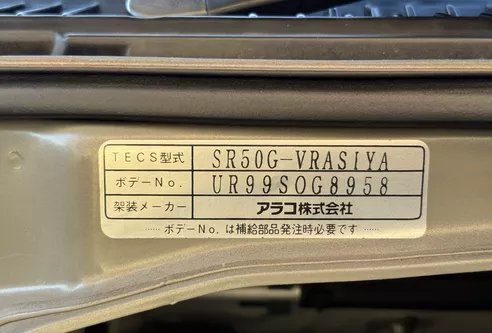 TECS型式 SR50G-VRASIYA
ボデーNo. UR99SOG8958
架装メーカー アラコ株式会社
…… ボデーNo. は補給部品発注時必要です ……